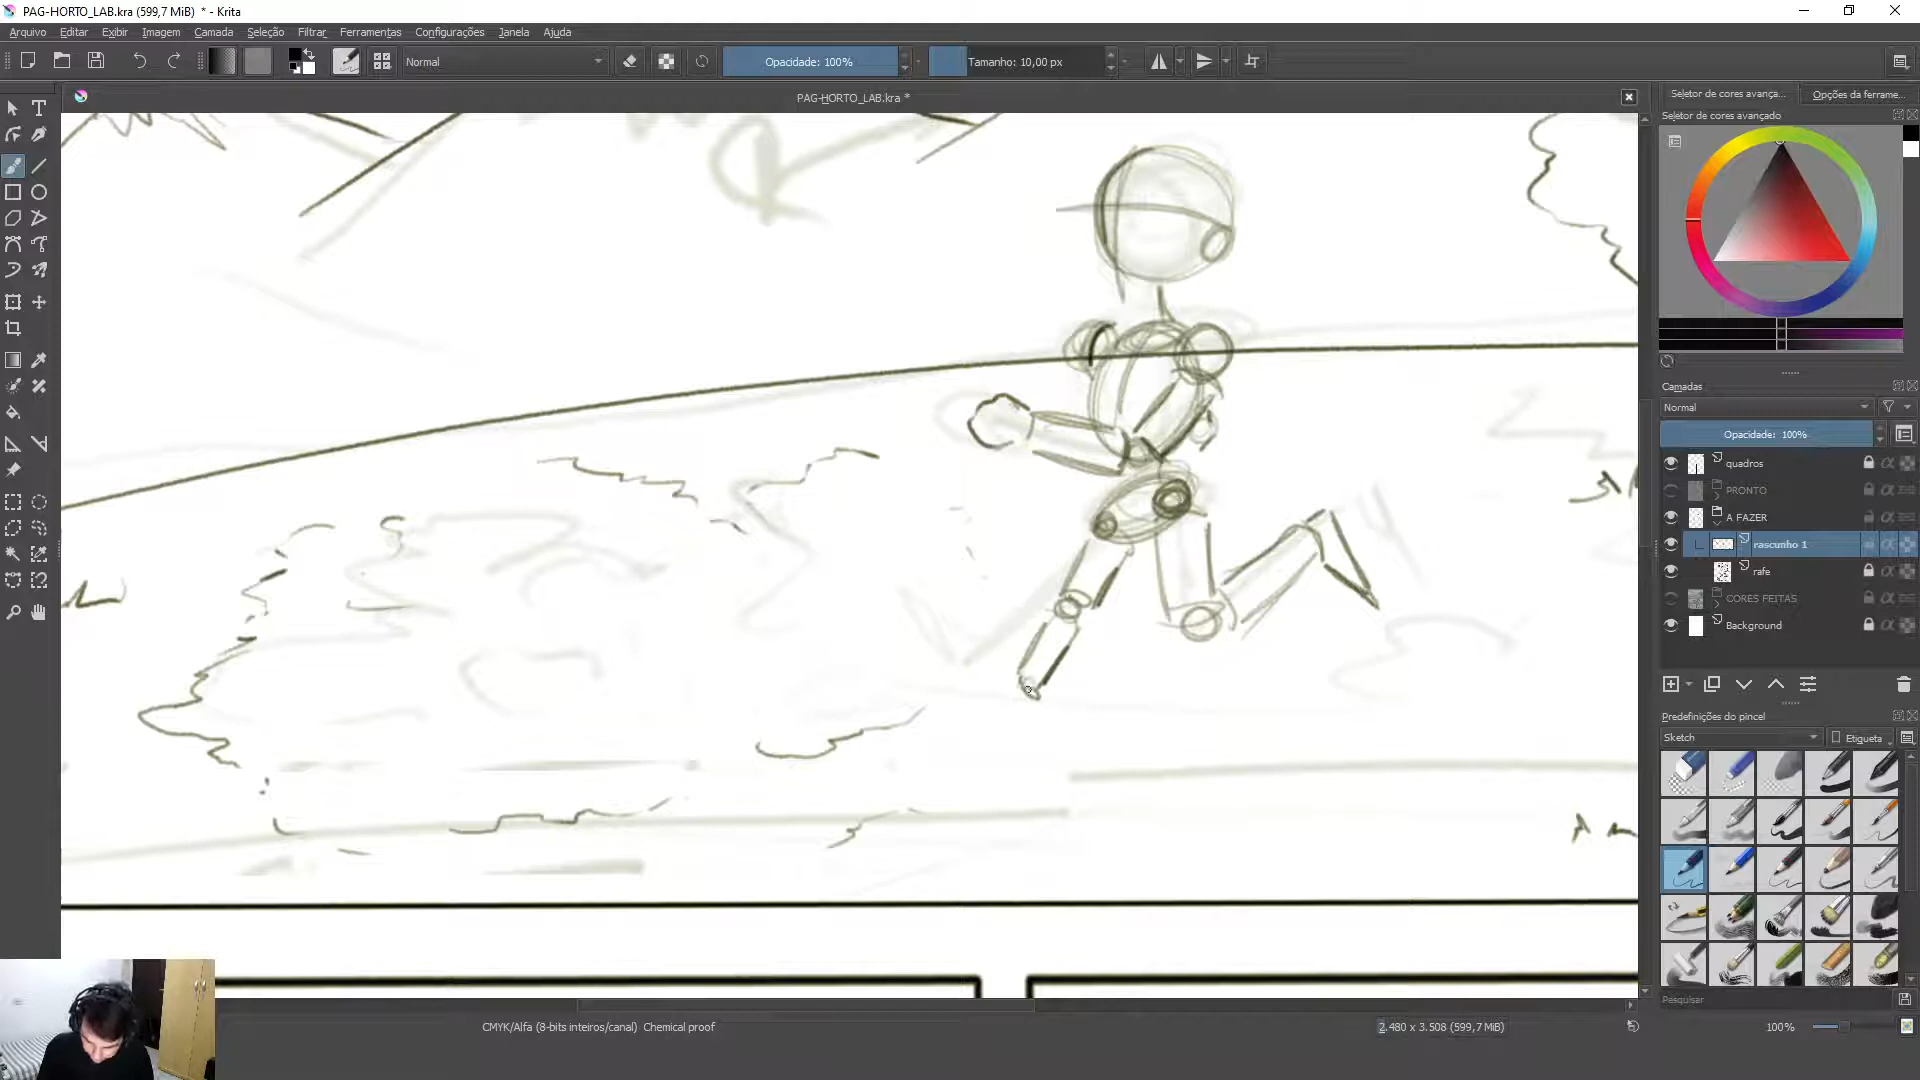 PAG-HORTO_LAB.kra (599,7 MiB) * - Krita
Arquivo Editar Exibir Imagem Camada Seleção Filtrar Ferramentas Configurações Janela Ajuda
Normal Opacidade: 100% Tamanho: 10,00 px
PAG-HORTO_LAB.kra *
Seletor de cores avança... Opções da ferrame...
Seletor de cores avançado
Camadas
Normal
Opacidade: 100%
quadros
PRONTO
A FAZER
rascunho 1
rafe
CORES FEITAS
Background
Predefinições do pincel
Sketch Etiqueta
Pesquisar
CMYK/Alfa (8-bits inteiros/canal) Chemical proof 2.480 x 3.508 (599,7 MiB) 100%